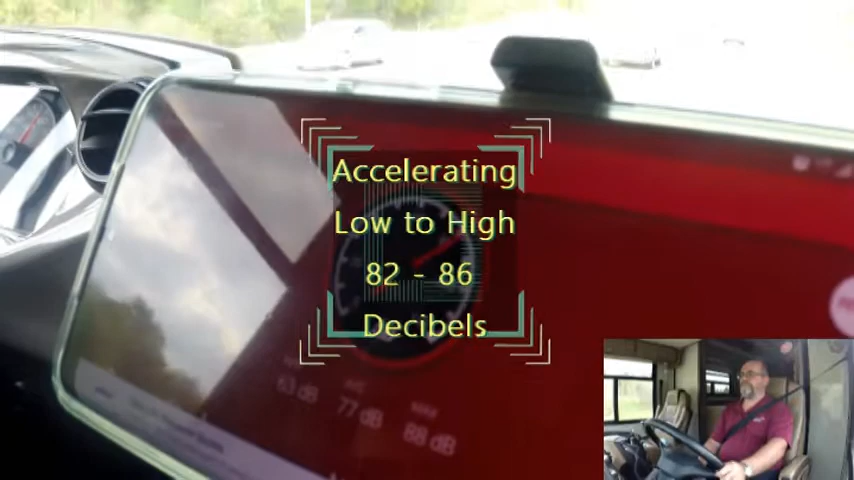 Accelerating
Low to High
82 - 86
Decibels
63 dB
77 dB
88 dB